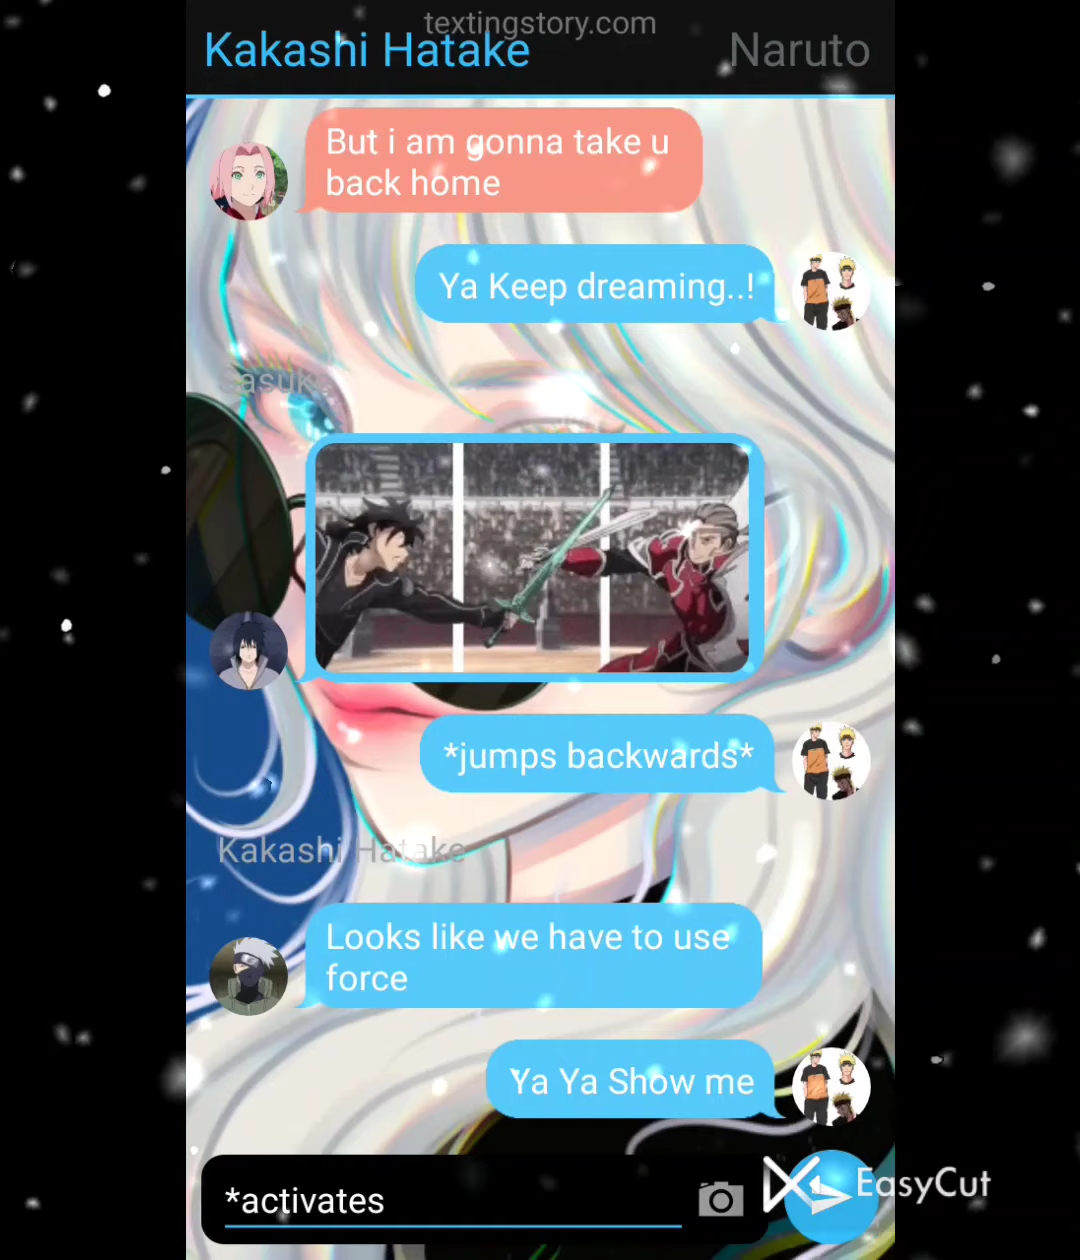 textingstory.com
Kakashi Hatake
Naruto
But i am gonna take u
back home
Ya Keep dreaming..!
Sasuke
*jumps backwards*
Kakashi Hatake
Looks like we have to use
force
Ya Ya Show me
*activates
EasyCut